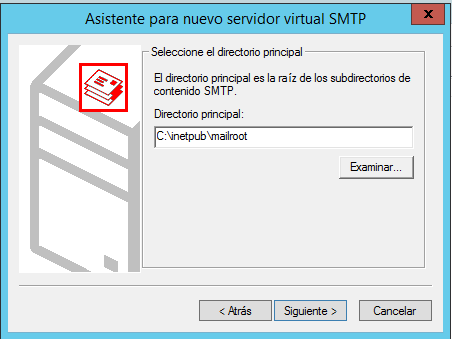 Asistente para nuevo servidor virtual SMTP
x
Seleccione el directorio principal
El directorio principal es la raíz de los subdirectorios de
contenido SMTP.
Directorio principal:
C:\inetpub\mailroot
Examinar...
< Atrás
Siguiente >
Cancelar